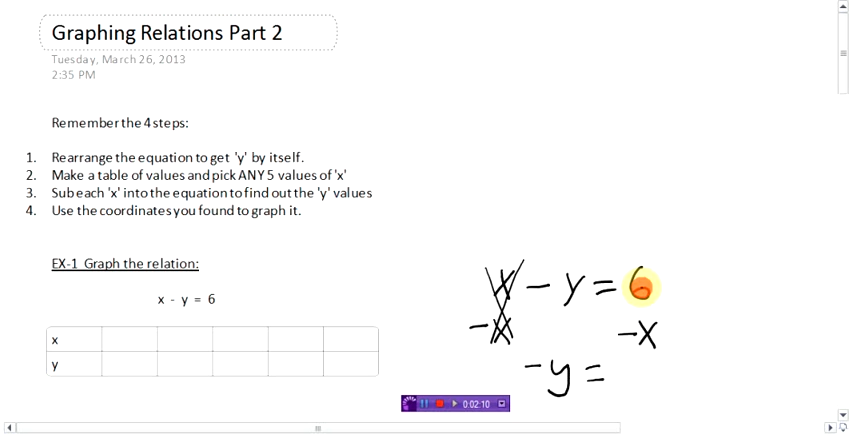 Graphing Relations Part 2
Tuesday, March 26, 2013
2:35 PM
Remember the 4 steps:
1. Rearrange the equation to get 'y' by itself.
2. Make a table of values and pick ANY 5 values of 'x'
3. Sub each 'x' into the equation to find out the 'y' values
4. Use the coordinates you found to graph it.
EX-1 Graph the relation:
x - y = 6
x
y
x - y = 6
-x -x
-y =
0:02:10